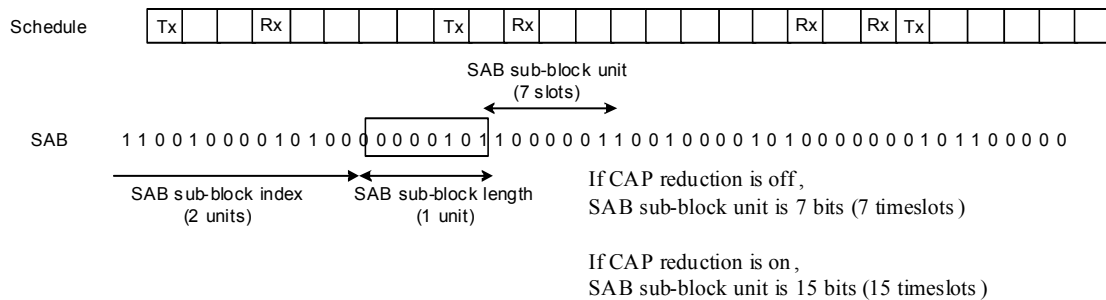 Schedule Tx Rx Tx Rx Rx Rx Tx
SAB sub-block unit
(7 slots)
SAB 1 1 0 0 1 0 0 0 0 1 0 1 0 0 0 0 0 0 0 0 1 0 1 1 0 0 0 0 0 0 1 1 0 0 1 0 0 0 0 1 0 1 0 0 0 0 0 0 0 0 1 0 1 1 0 0 0 0 0
SAB sub-block index
(2 units)
SAB sub-block length
(1 unit)
If CAP reduction is off ,
SAB sub-block unit is 7 bits (7 timeslots )
If CAP reduction is on ,
SAB sub-block unit is 15 bits (15 timeslots )